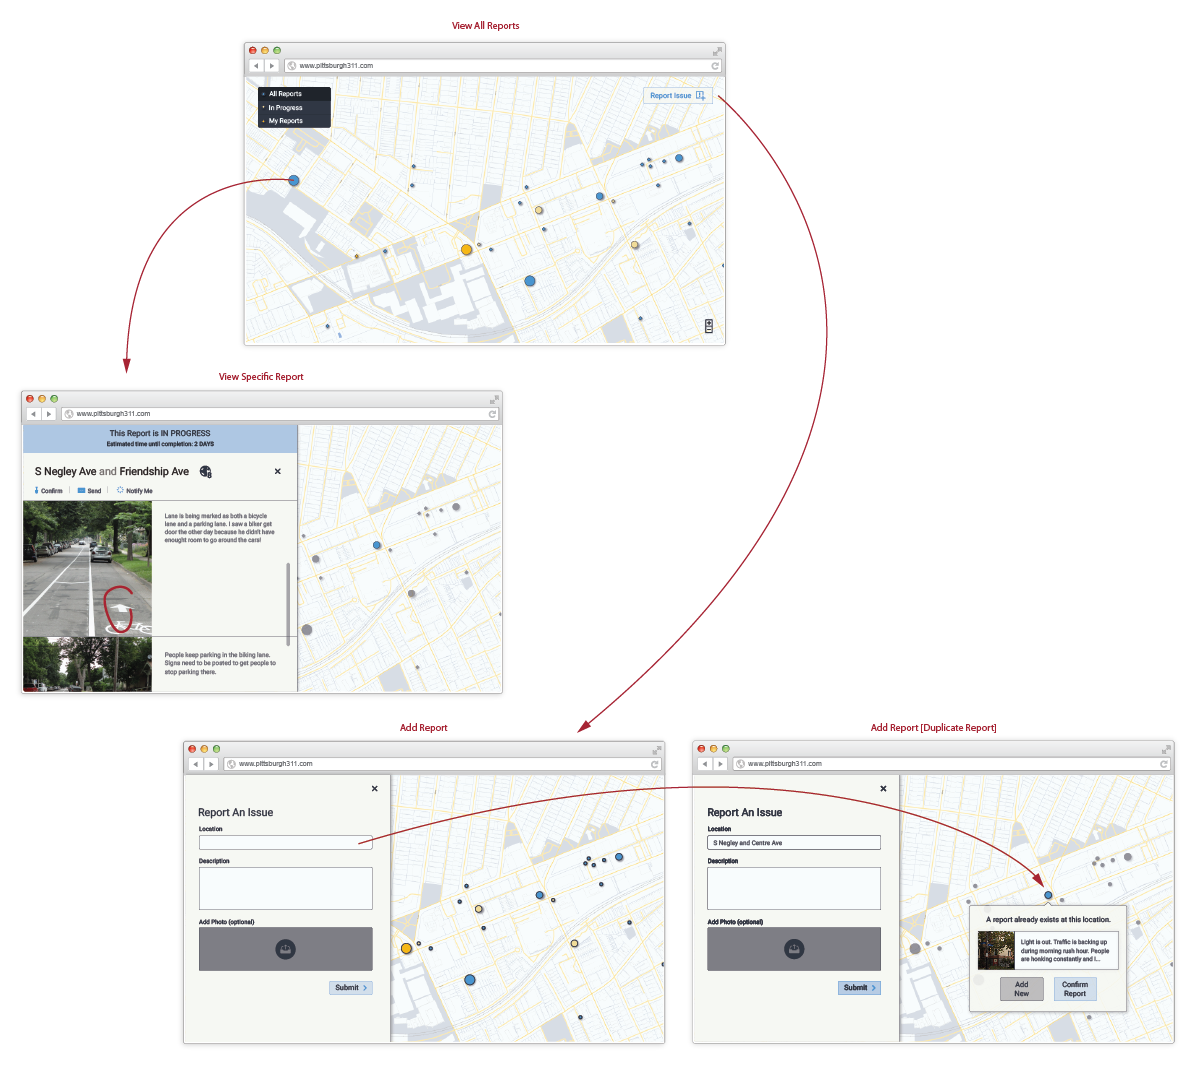 View All Reports
www.pittsburgh311.com
All Reports
In Progress
My Reports
Report Issue
View Specific Report
www.pittsburgh311.com
This Report is IN PROGRESS
Estimated time until completion: 2 DAYS
S Negley Ave and Friendship Ave
Confirm
Send
Notify Me
Lane is being marked as both a bicycle
lane and a parking lane. I saw a biker get
door the other day because he didn't have
enought room to go around the cars!
People keep parking in the biking lane.
Signs need to be posted to get people to
stop parking there.
Add Report
www.pittsburgh311.com
Report An Issue
Location
Description
Add Photo (optional)
Submit
Add Report [Duplicate Report]
www.pittsburgh311.com
Report An Issue
Location
S Negley and Centre Ave
Description
Add Photo (optional)
Submit
A report already exists at this location.
Light is out. Traffic is backing up
during morning rush hour. People
are honking constantly and I...
Add
New
Confirm
Report